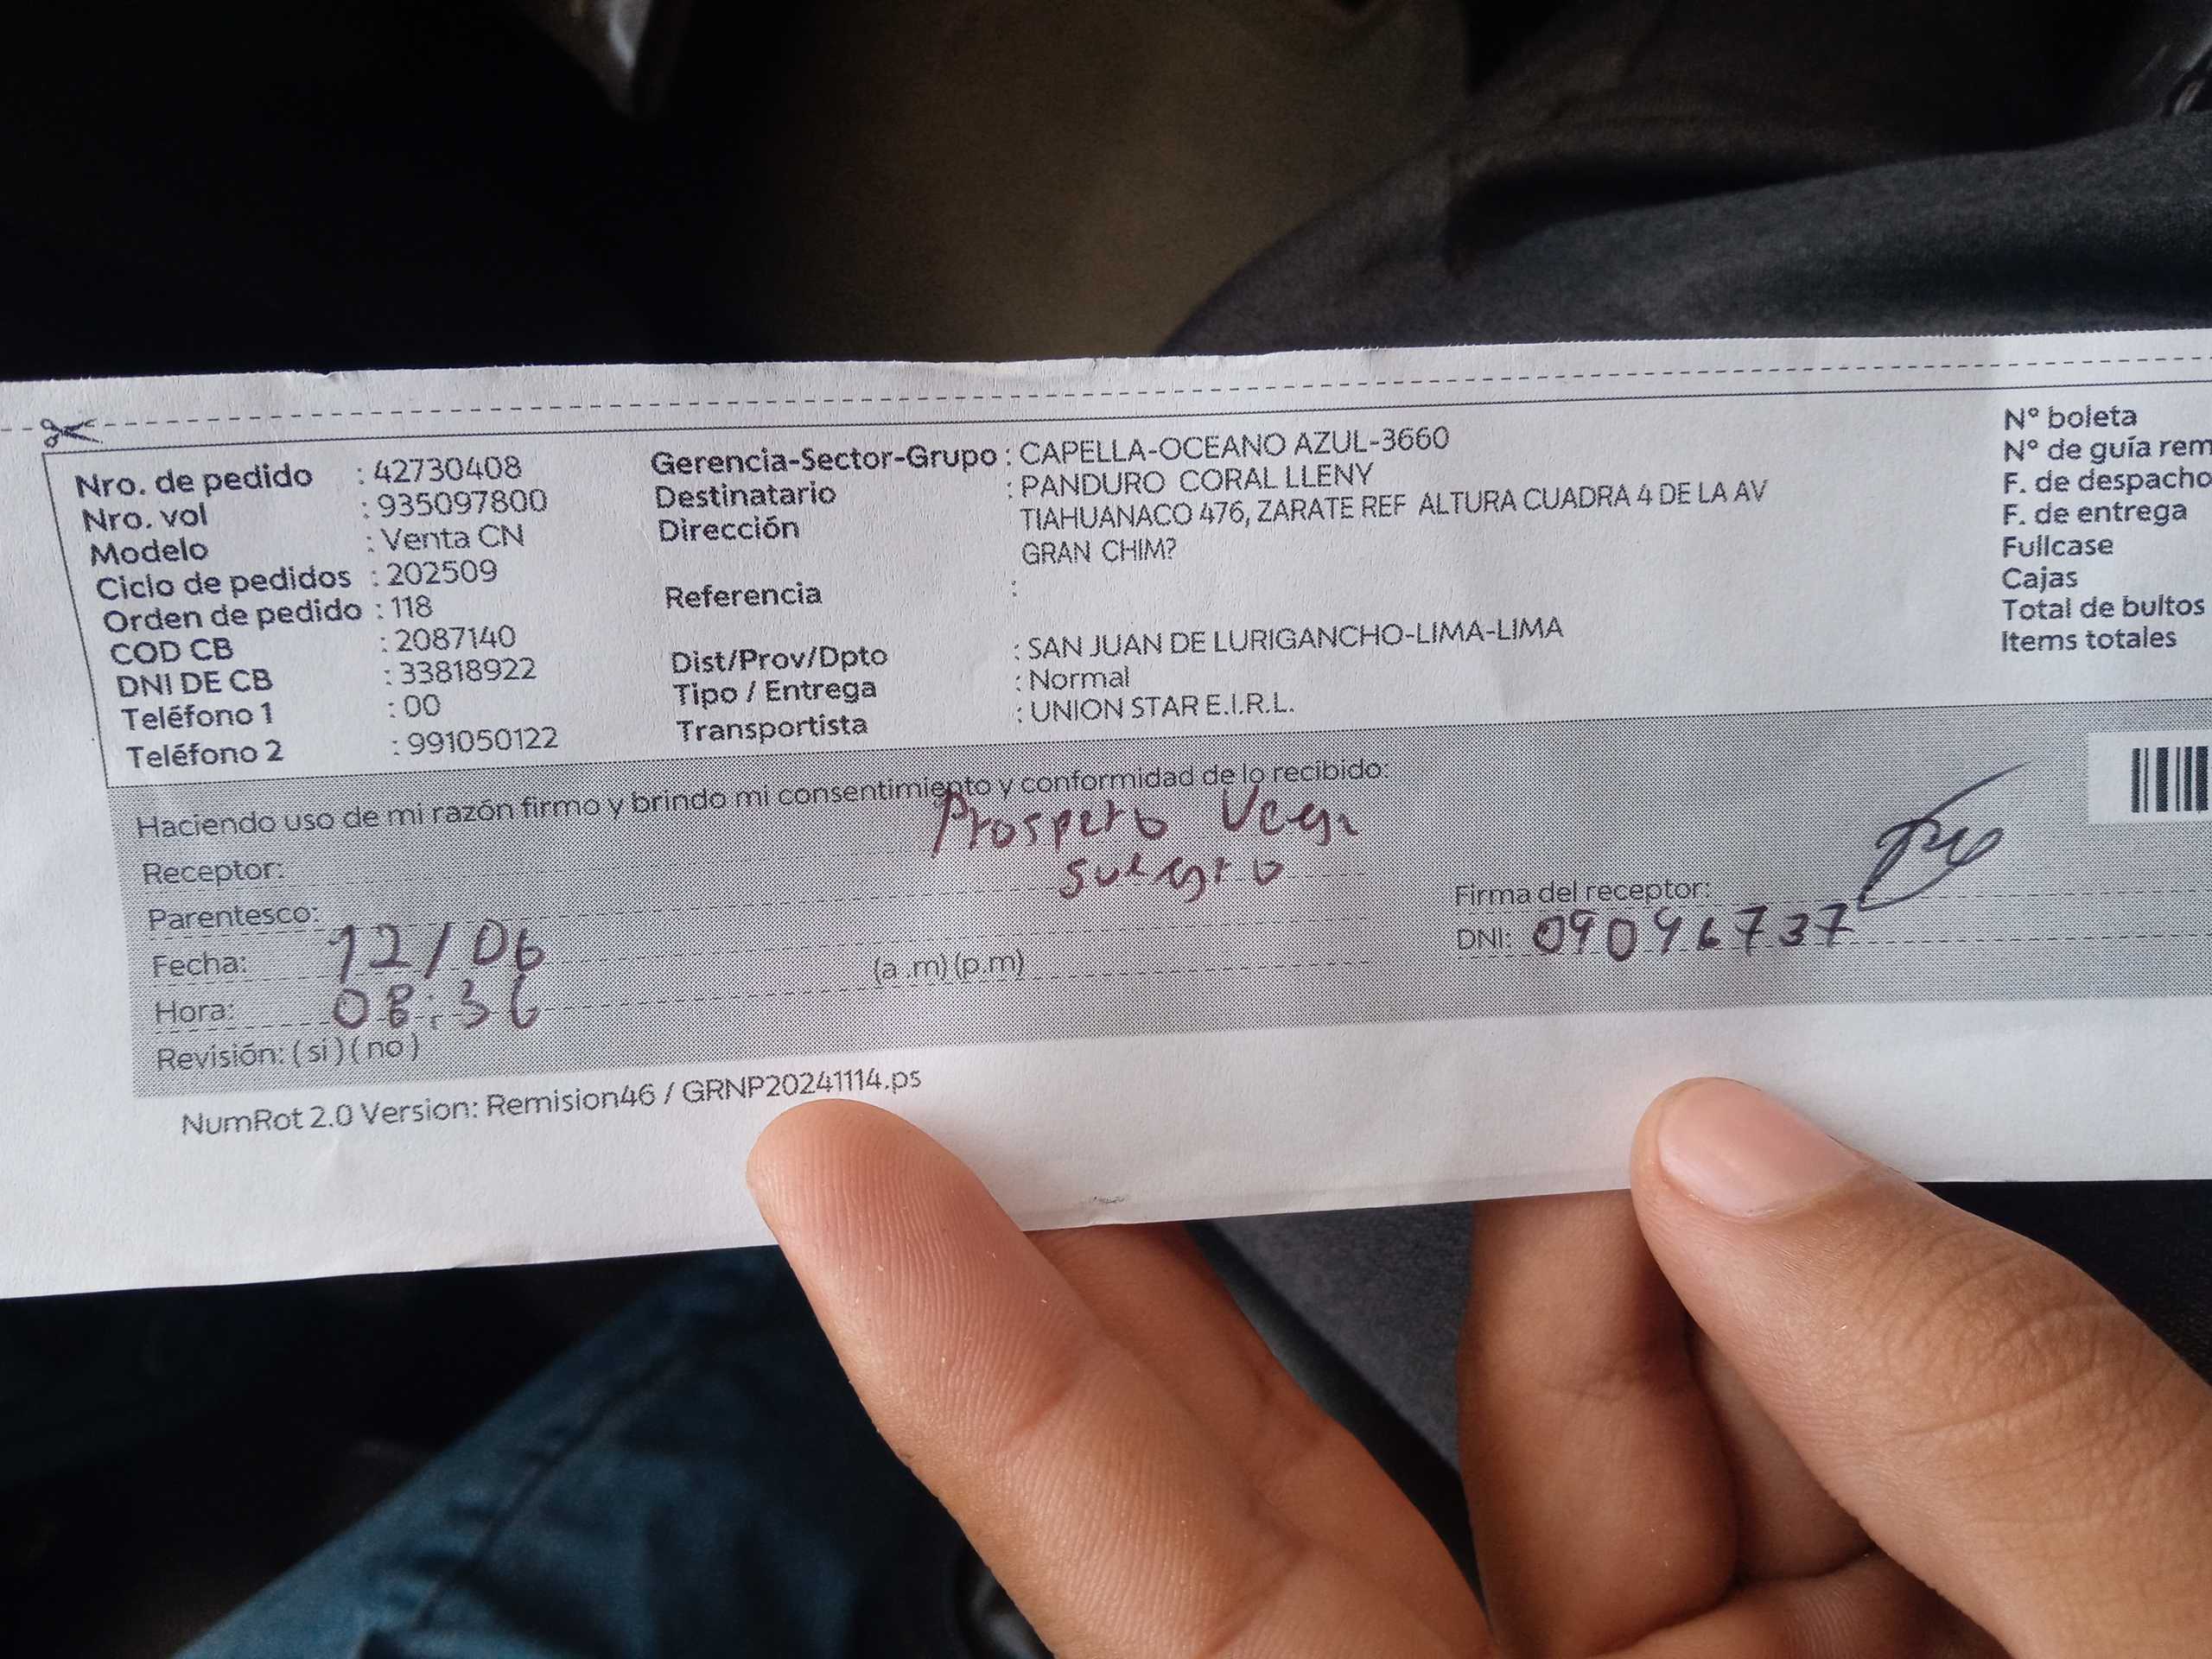 Nro. de pedido : 42730408
Nro. vol : 935097800
Modelo : Venta CN
Ciclo de pedidos : 202509
Orden de pedido : 118
COD CB : 2087140
DNI DE CB : 33818922
Teléfono 1 : 00
Teléfono 2 : 991050122
Gerencia-Sector-Grupo : CAPELLA-OCEANO AZUL-3660
Destinatario : PANDURO CORAL LLENY
Dirección TIAHUANACO 476, ZARATE REF ALTURA CUADRA 4 DE LA AV
GRAN CHIM?
Referencia :
Dist/Prov/Dpto : SAN JUAN DE LURIGANCHO-LIMA-LIMA
Tipo / Entrega : Normal
Transportista : UNION STAR E.I.R.L.
N° boleta
N° de guía rem
F. de despacho
F. de entrega
Fullcase
Cajas
Total de bultos
Items totales
Haciendo uso de mi razón firmo y brindo mi consentimiento y conformidad de lo recibido:
Receptor: Prospero
Parentesco: suegro
Fecha: 12/06
Hora: 08:36 (a .m) (p.m)
Revisión: ( si ) ( no )
Firma del receptor:
DNI: 09096737
NumRot 2.0 Version: Remision46 / GRNP20241114.ps